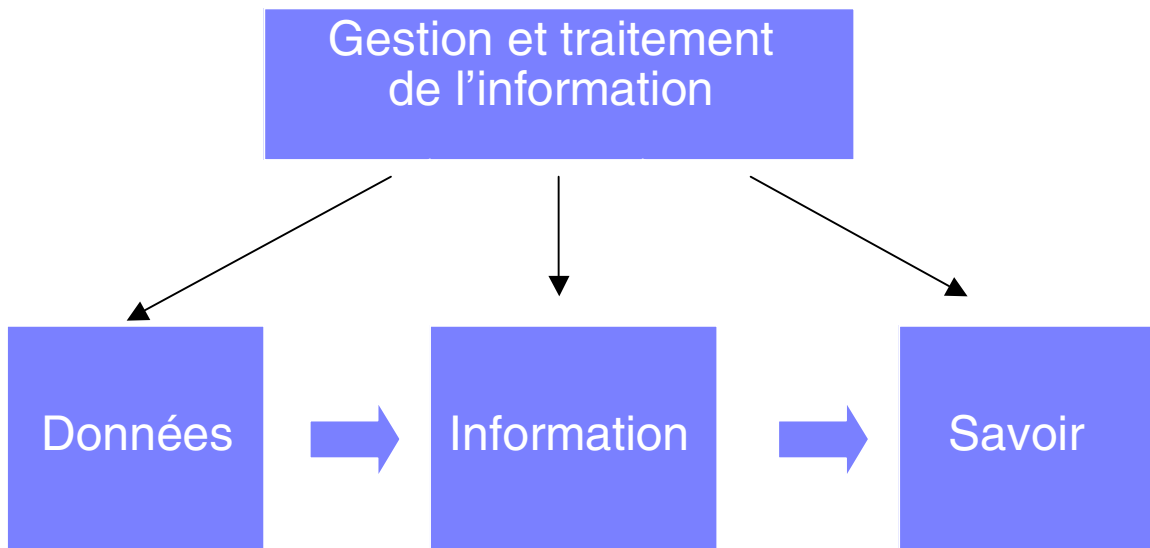 Gestion et traitement
de l’information
Données
Information
Savoir